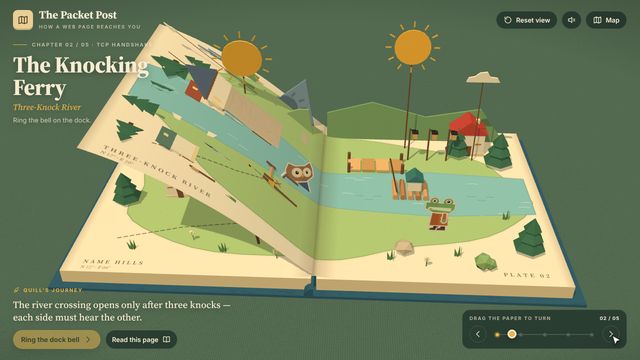 The Packet Post
HOW A WEB PAGE REACHES YOU
Reset view
Map
CHAPTER 02 / 05 · TCP HANDSHAKE
The Knocking
Ferry
Three-Knock River
Ring the bell on the dock.
THREE-KNOCK RIVER
NAME HILLS
PLATE 02
QUILL'S JOURNEY
The river crossing opens only after three knocks —
each side must hear the other.
Ring the dock bell
Read this page
DRAG THE PAPER TO TURN
02 / 05